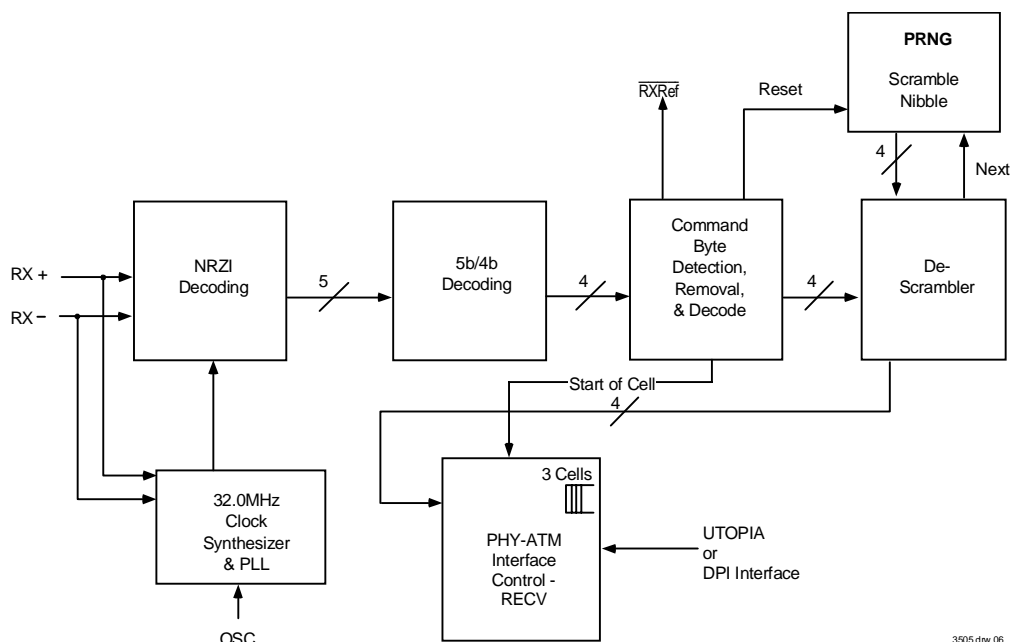 PRNG
Scramble
Nibble
RXRef
Reset
4
Next
RX +
RX −
NRZI
Decoding
5
5b/4b
Decoding
4
Command
Byte
Detection,
Removal,
& Decode
4
De-
Scrambler
Start of Cell
4
32.0MHz
Clock
Synthesizer
& PLL
OSC
3 Cells
PHY-ATM
Interface
Control -
RECV
UTOPIA
or
DPI Interface
3505 drw 06